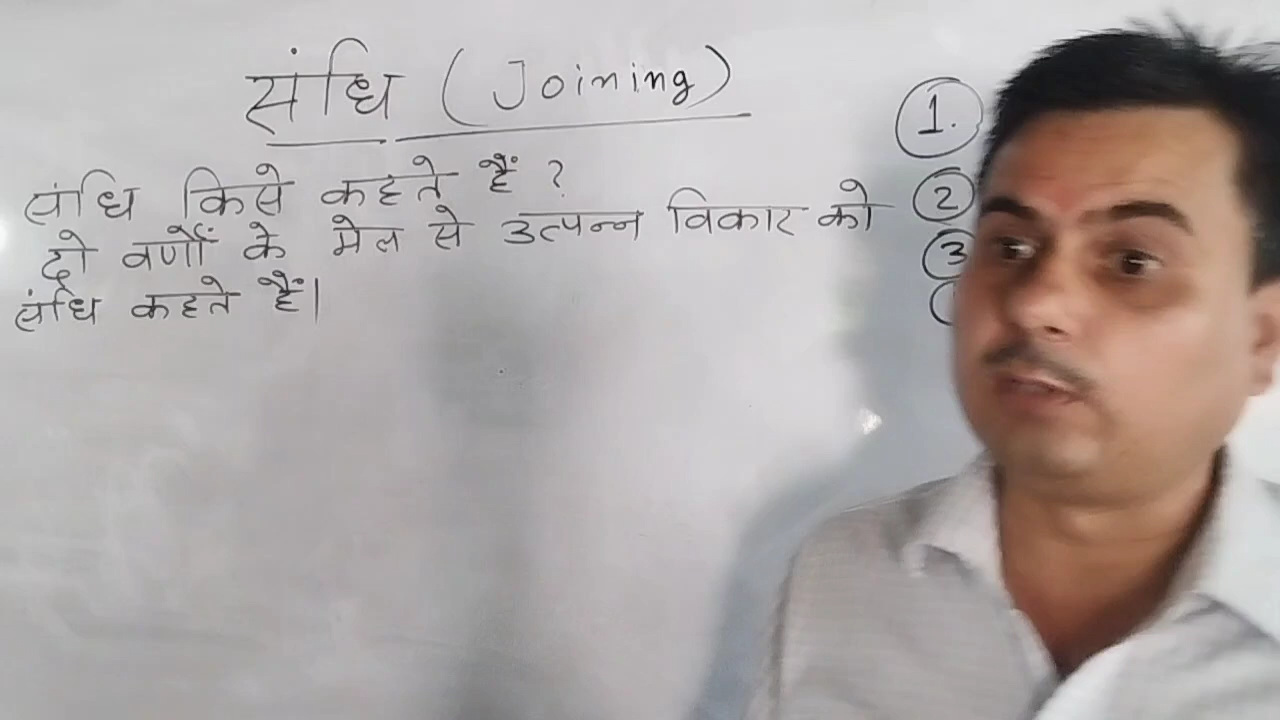 संधि (Joining)
संधि किसे कहते हैं ?
दो वर्णों के मेल से उत्पन्न विकार को
संधि कहते हैं।
1.
2
3